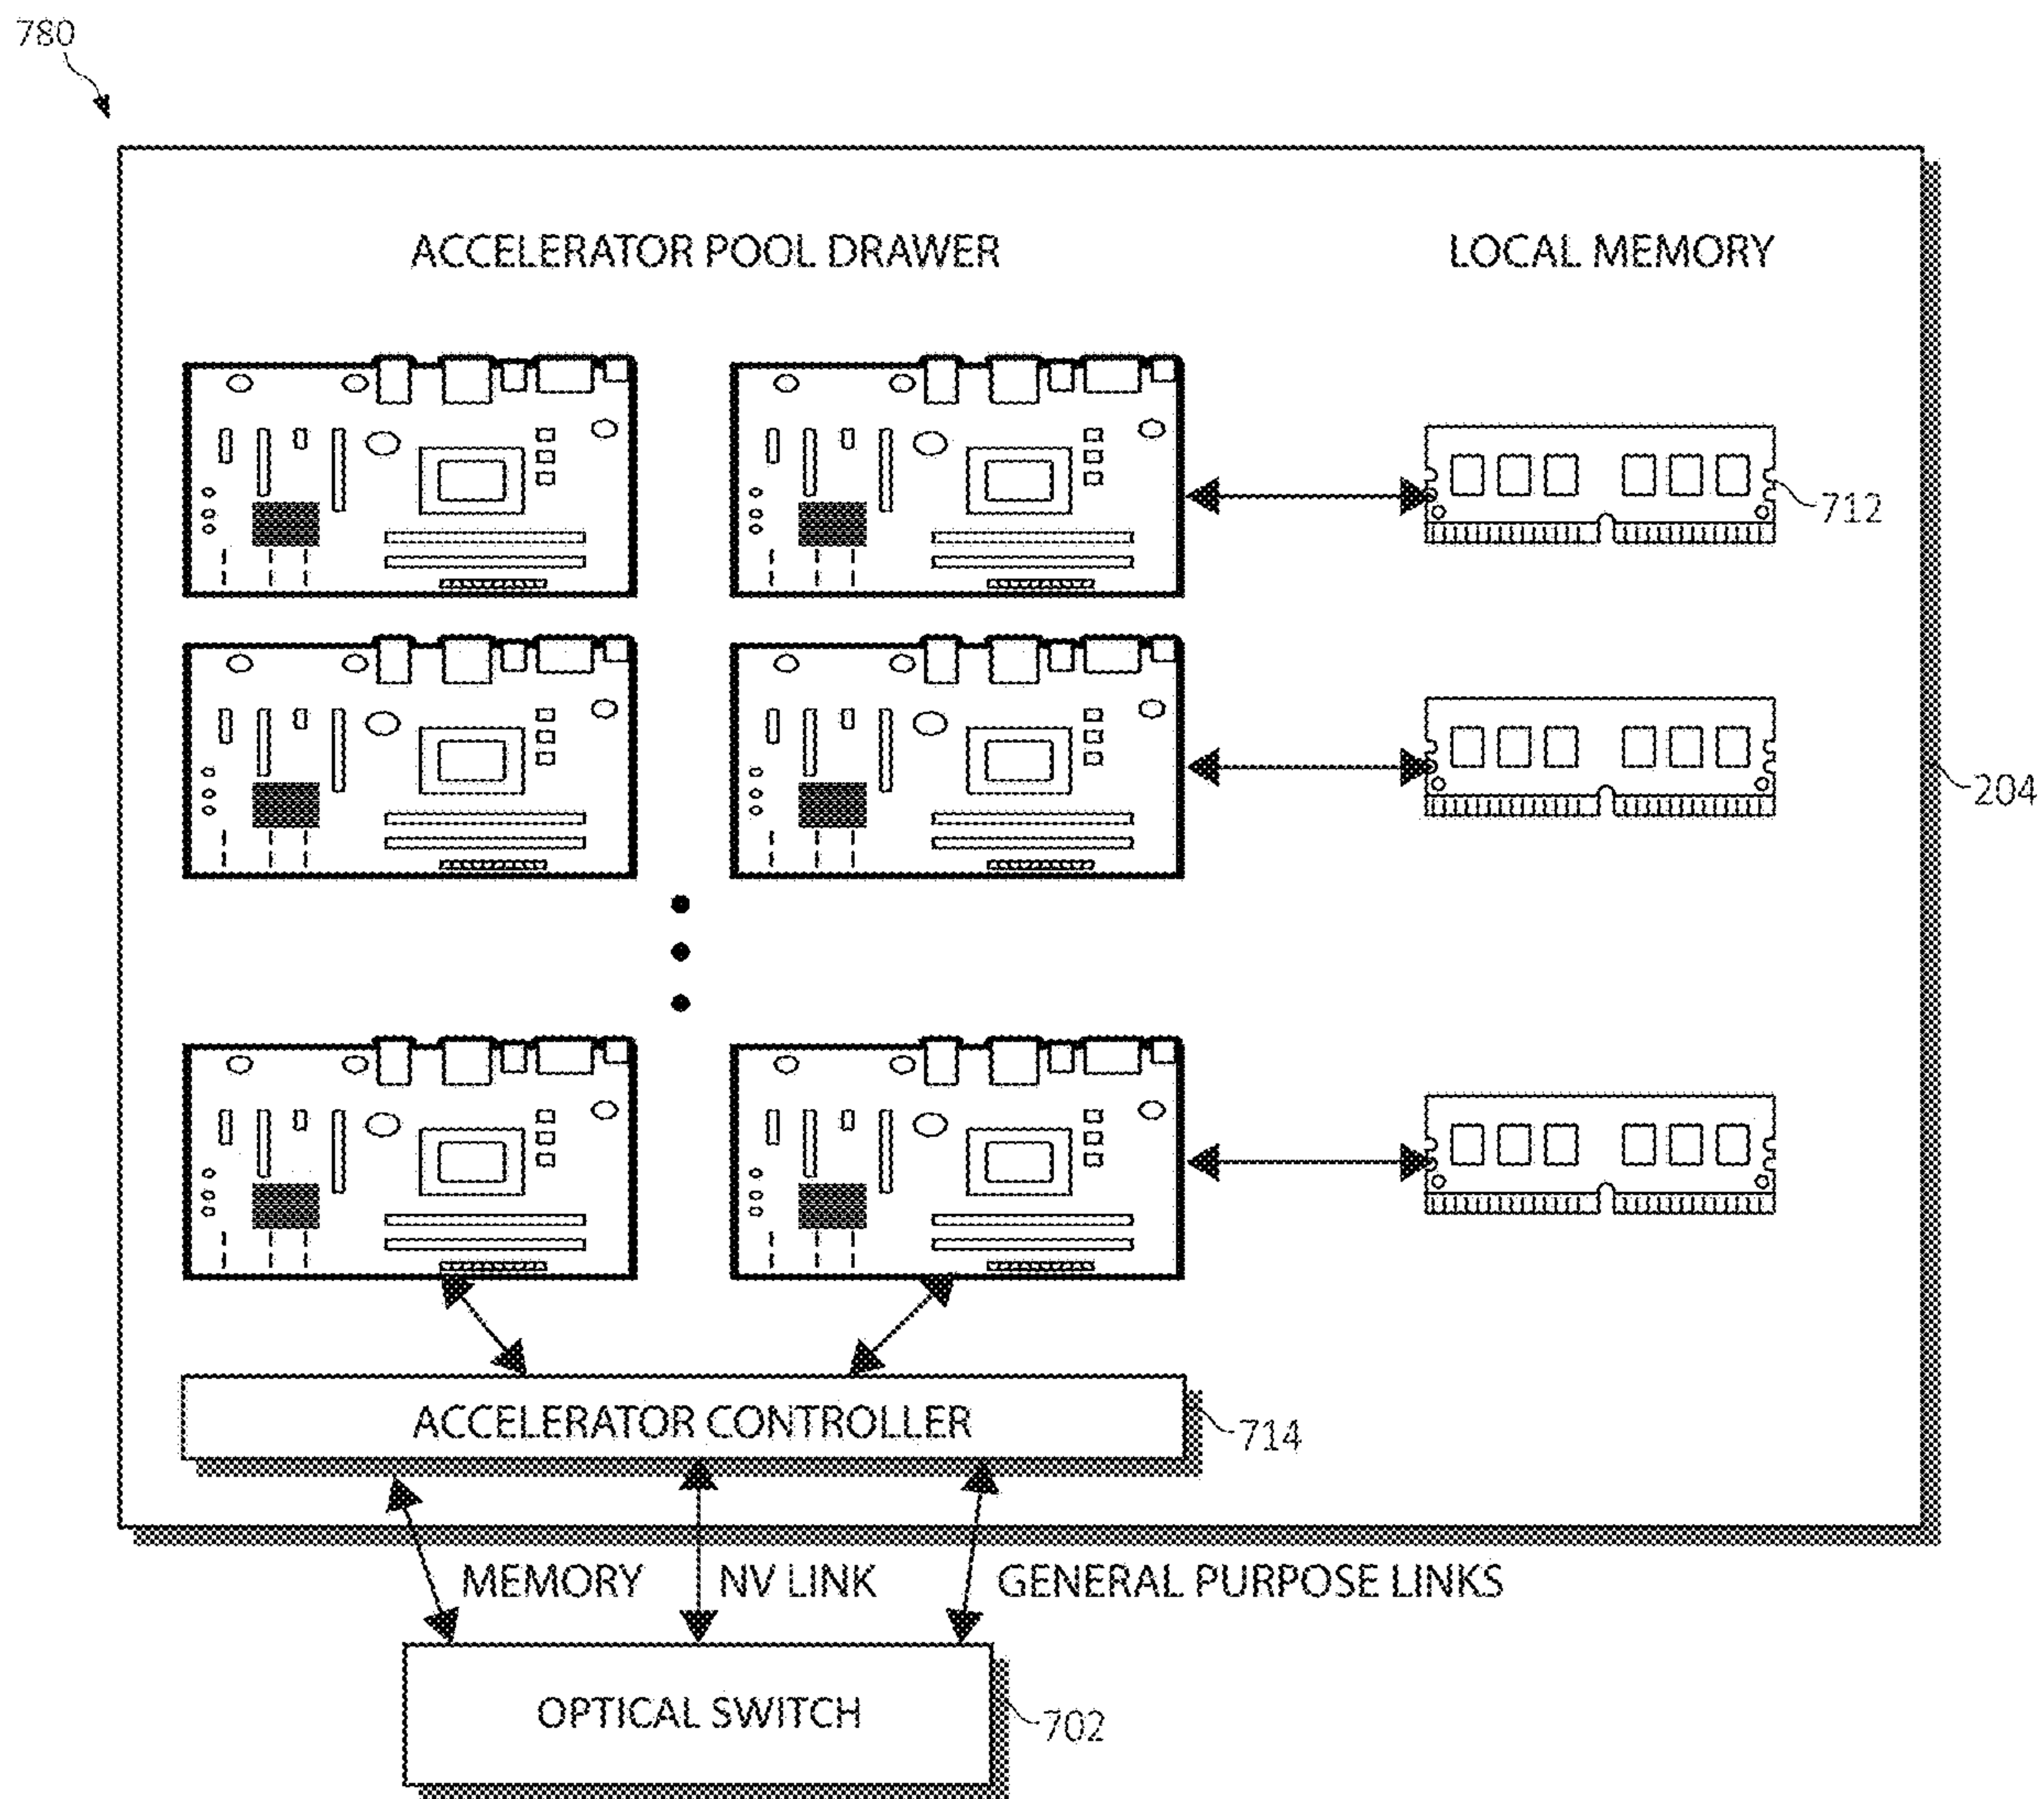 780
ACCELERATOR POOL DRAWER
LOCAL MEMORY
712
204
ACCELERATOR CONTROLLER
714
MEMORY
NV LINK
GENERAL PURPOSE LINKS
OPTICAL SWITCH
702